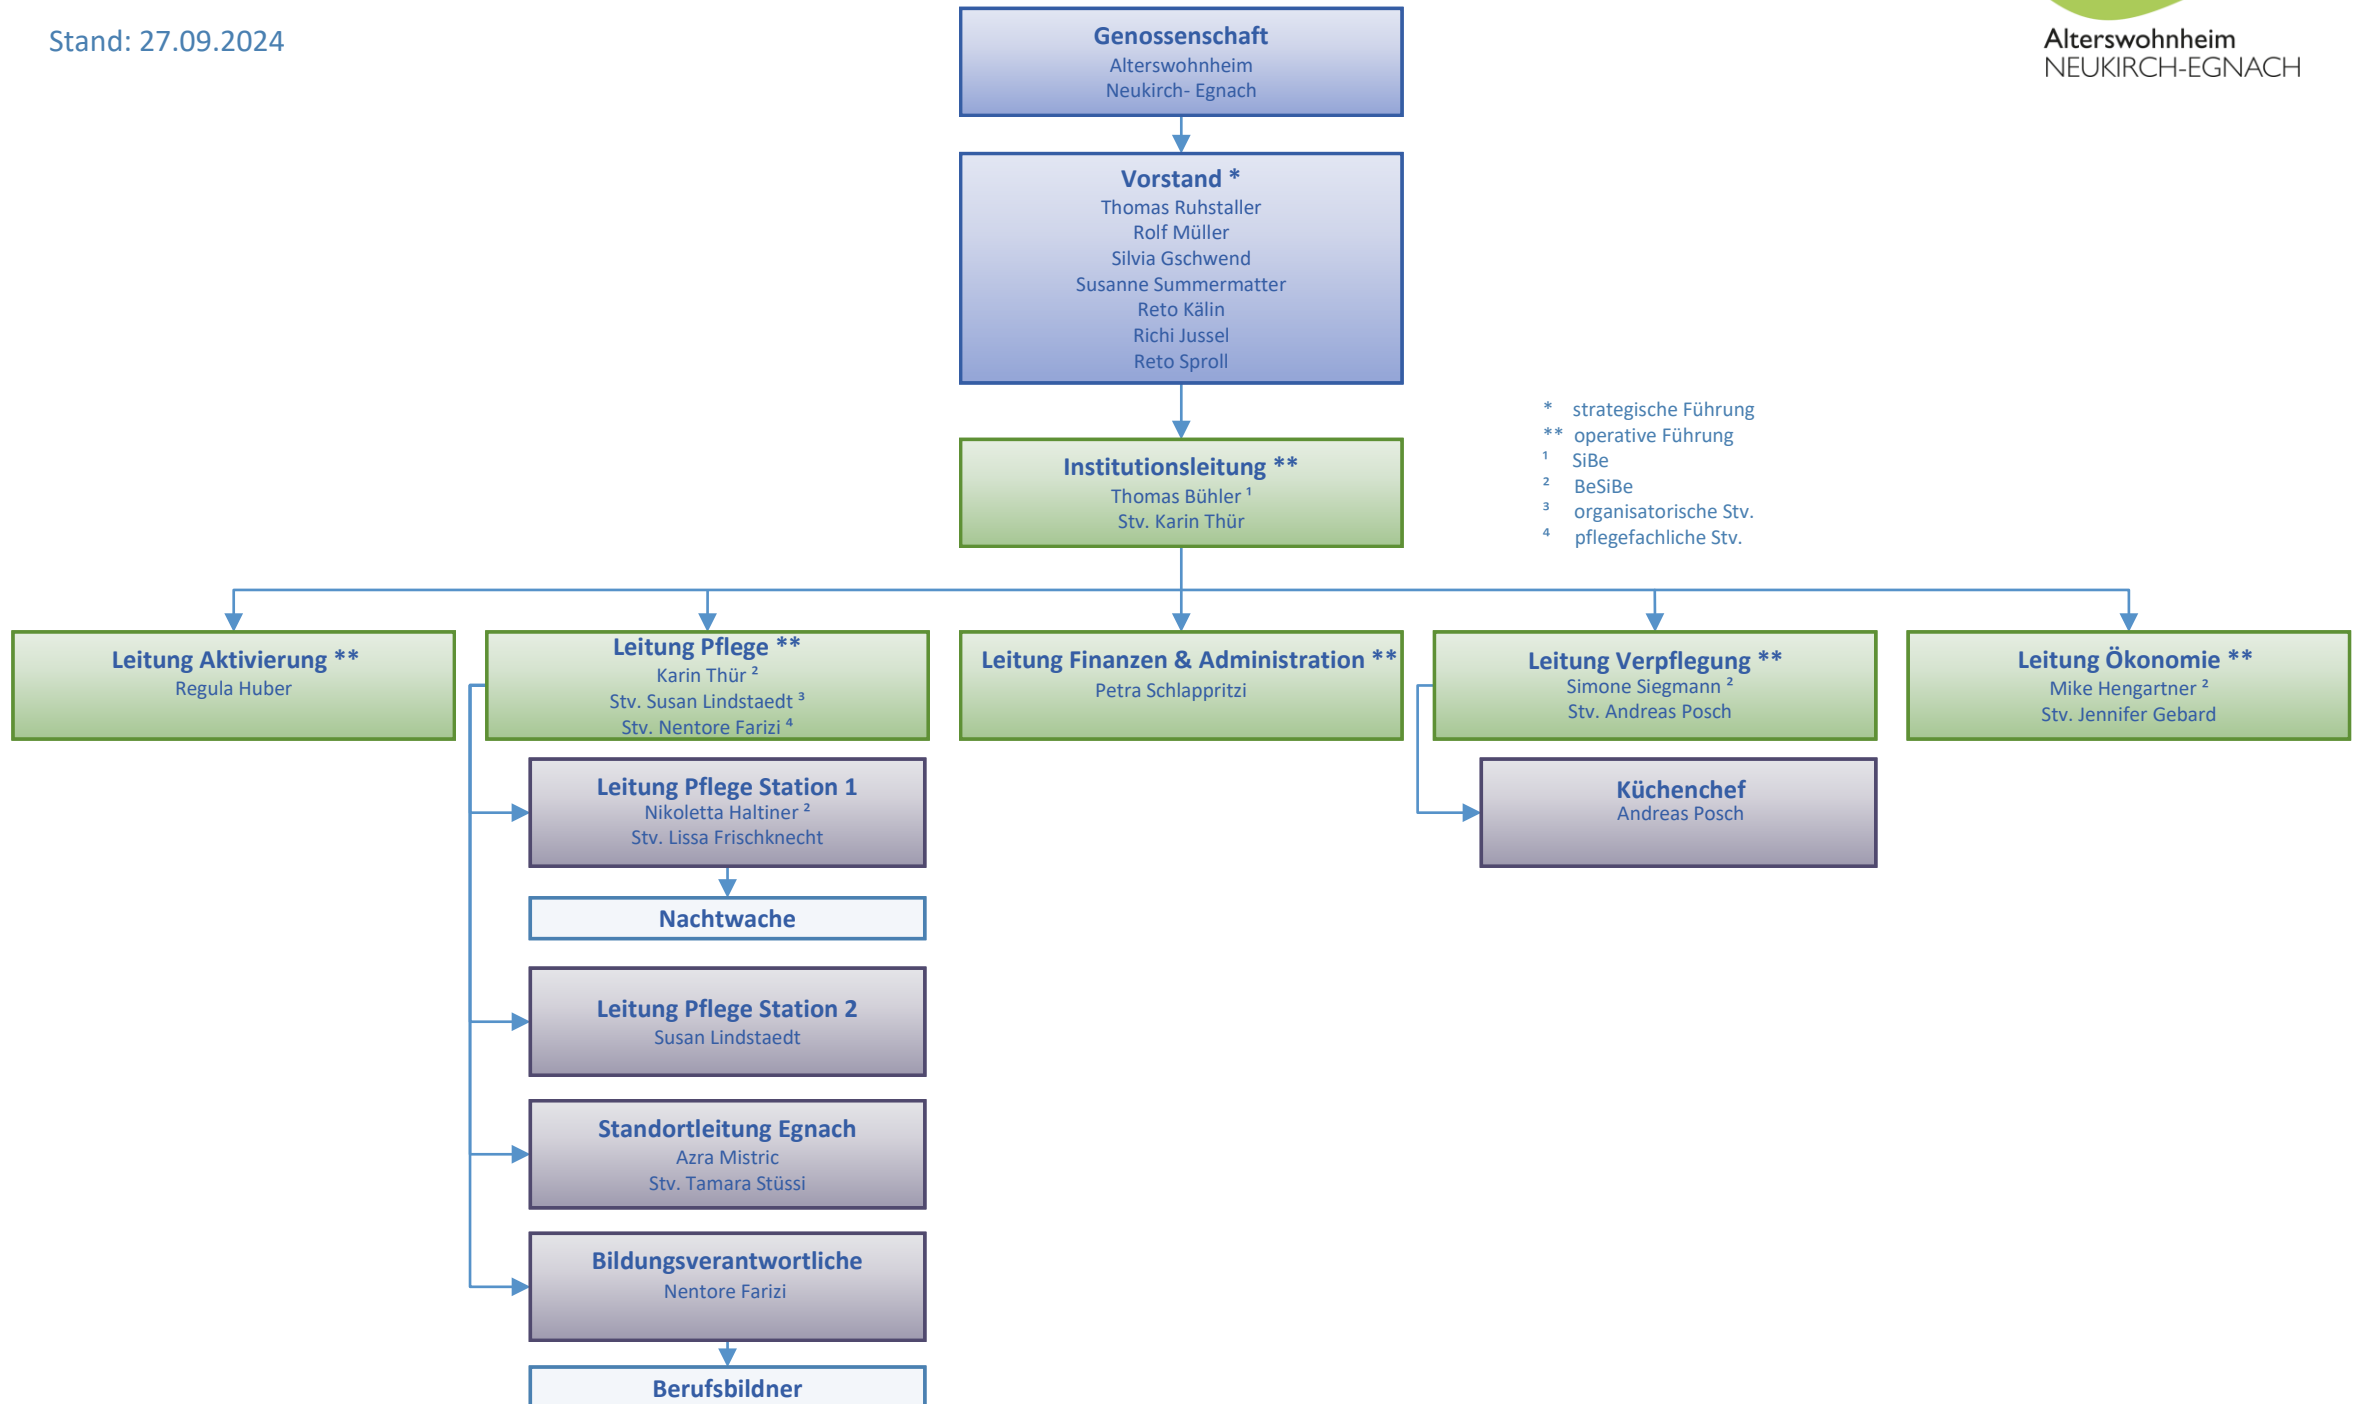 Stand: 27.09.2024
Alterswohnheim
NEUKIRCH-EGNACH
Genossenschaft
Alterswohnheim
Neukirch- Egnach
Vorstand *
Thomas Ruhstaller
Rolf Müller
Silvia Gschwend
Susanne Summermatter
Reto Kälin
Richi Jussel
Reto Sproll
* strategische Führung
** operative Führung
¹ SiBe
² BeSiBe
³ organisatorische Stv.
⁴ pflegefachliche Stv.
Institutionsleitung **
Thomas Bühler ¹
Stv. Karin Thür
Leitung Aktivierung **
Regula Huber
Leitung Pflege **
Karin Thür ²
Stv. Susan Lindstaedt ³
Stv. Nentore Farizi ⁴
Leitung Finanzen & Administration **
Petra Schlappritzi
Leitung Verpflegung **
Simone Siegmann ²
Stv. Andreas Posch
Leitung Ökonomie **
Mike Hengartner ²
Stv. Jennifer Gebard
Leitung Pflege Station 1
Nikoletta Haltiner ²
Stv. Lissa Frischknecht
Küchenchef
Andreas Posch
Nachtwache
Leitung Pflege Station 2
Susan Lindstaedt
Standortleitung Egnach
Azra Mistric
Stv. Tamara Stüssi
Bildungsverantwortliche
Nentore Farizi
Berufsbildner